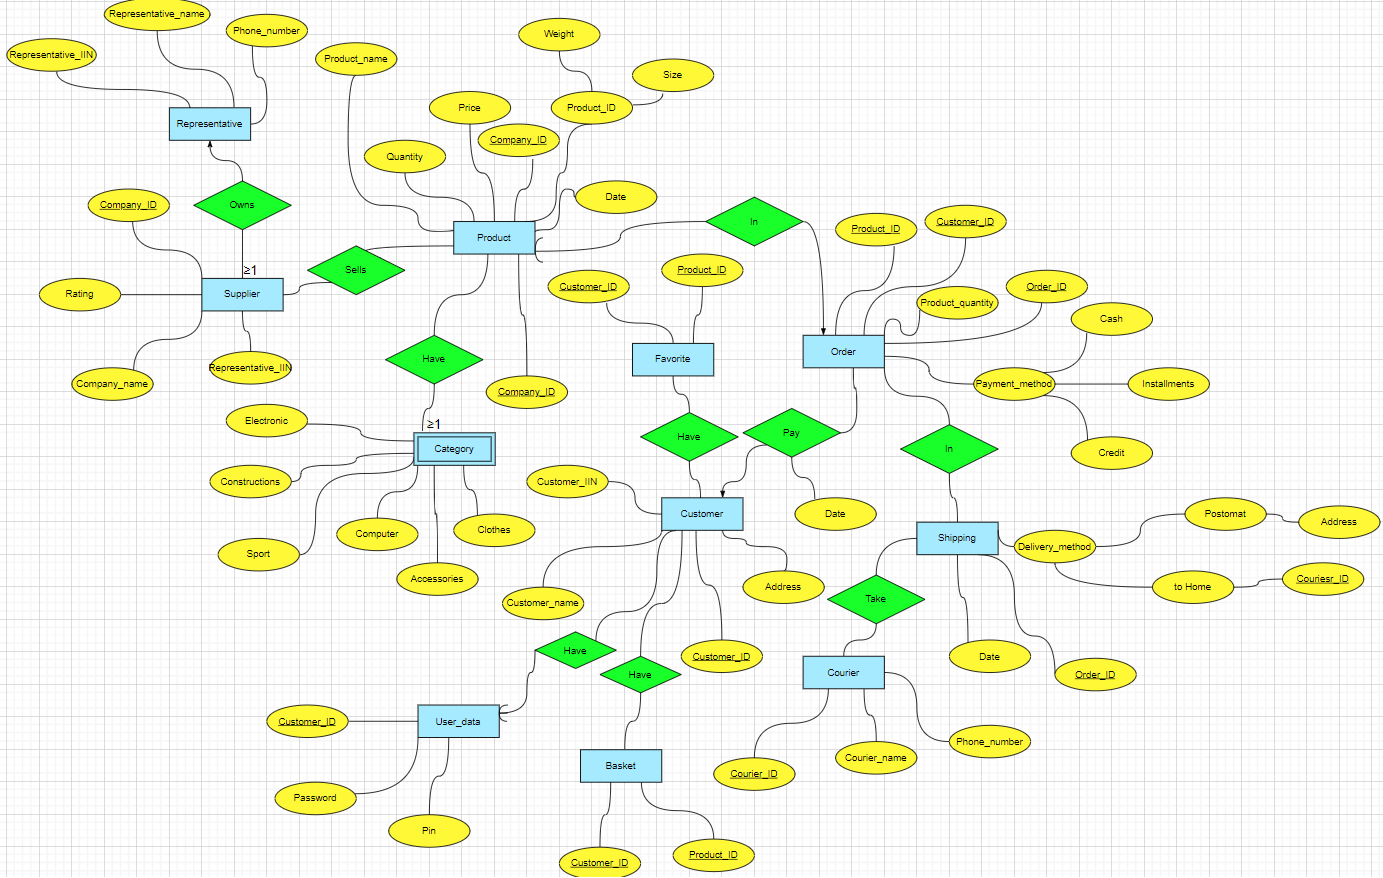 Representative_name
Phone_number
Representative_IIN
Product_name
Weight
Size
Price
Product_ID
Representative
Company_ID
Quantity
Company_ID
Owns
Date
In
Product
Product_ID
Customer_ID
Sells
≥1
Product_ID
Customer_ID
Order_ID
Rating
Supplier
Product_quantity
Cash
Order
Have
Favorite
Representative_IIN
Company_name
Company_ID
Payment_method
Installments
Electronic
≥1
Category
Have
Pay
In
Credit
Constructions
Customer_IIN
Customer
Date
Computer
Clothes
Sport
Accessories
Shipping
Delivery_method
Postomat
Address
Address
to Home
Couriesr_ID
Customer_name
Take
Have
Customer_ID
Date
Have
Courier
Order_ID
Customer_ID
User_data
Phone_number
Courier_name
Basket
Courier_ID
Password
Pin
Customer_ID
Product_ID